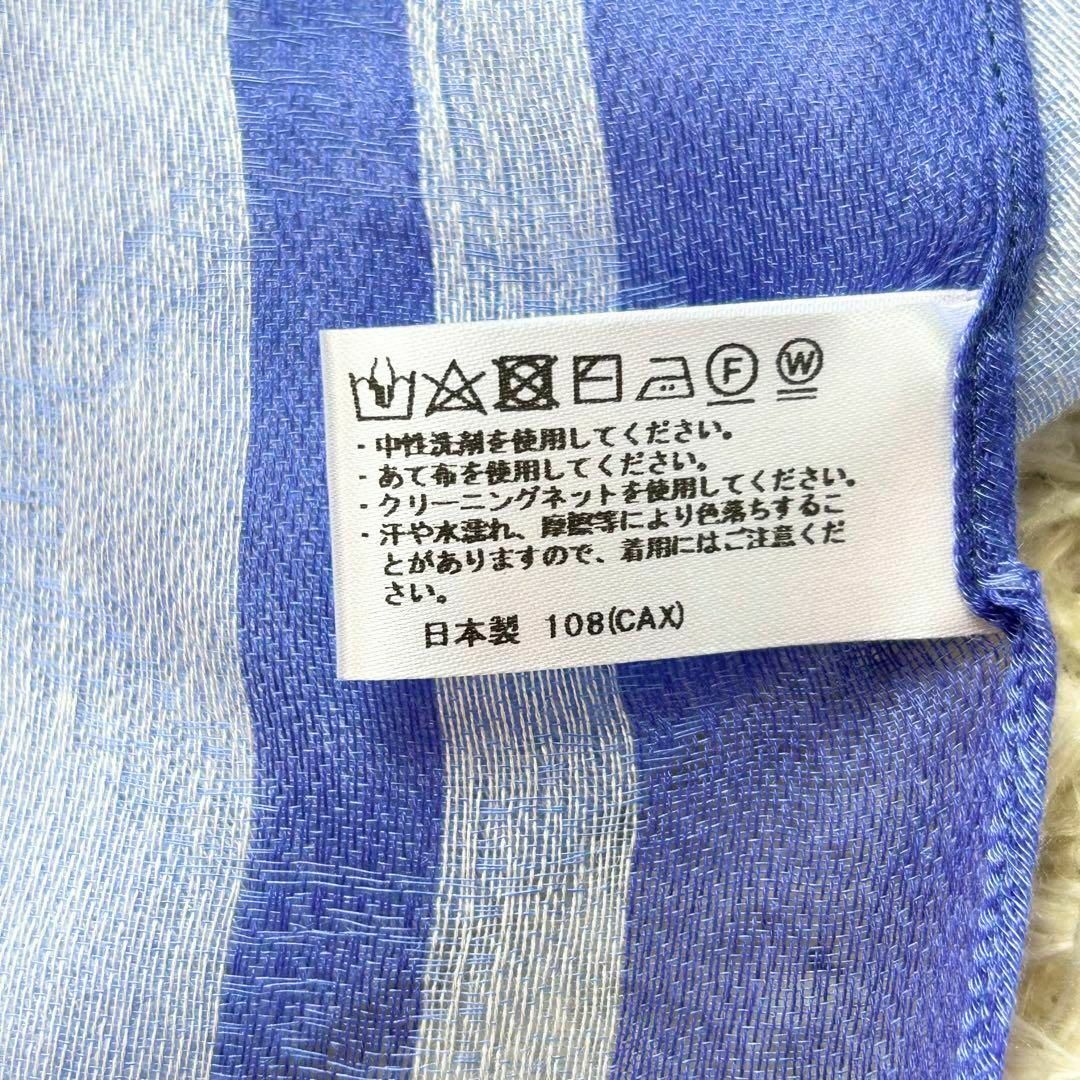 F W
・中性洗剤を使用してください。
・あて布を使用してください。
・クリーニングネットを使用してください。
・汗や水濡れ、摩擦等により色落ちするこ
とがありますので、着用にはご注意くだ
さい。
日本製 108(CAX)